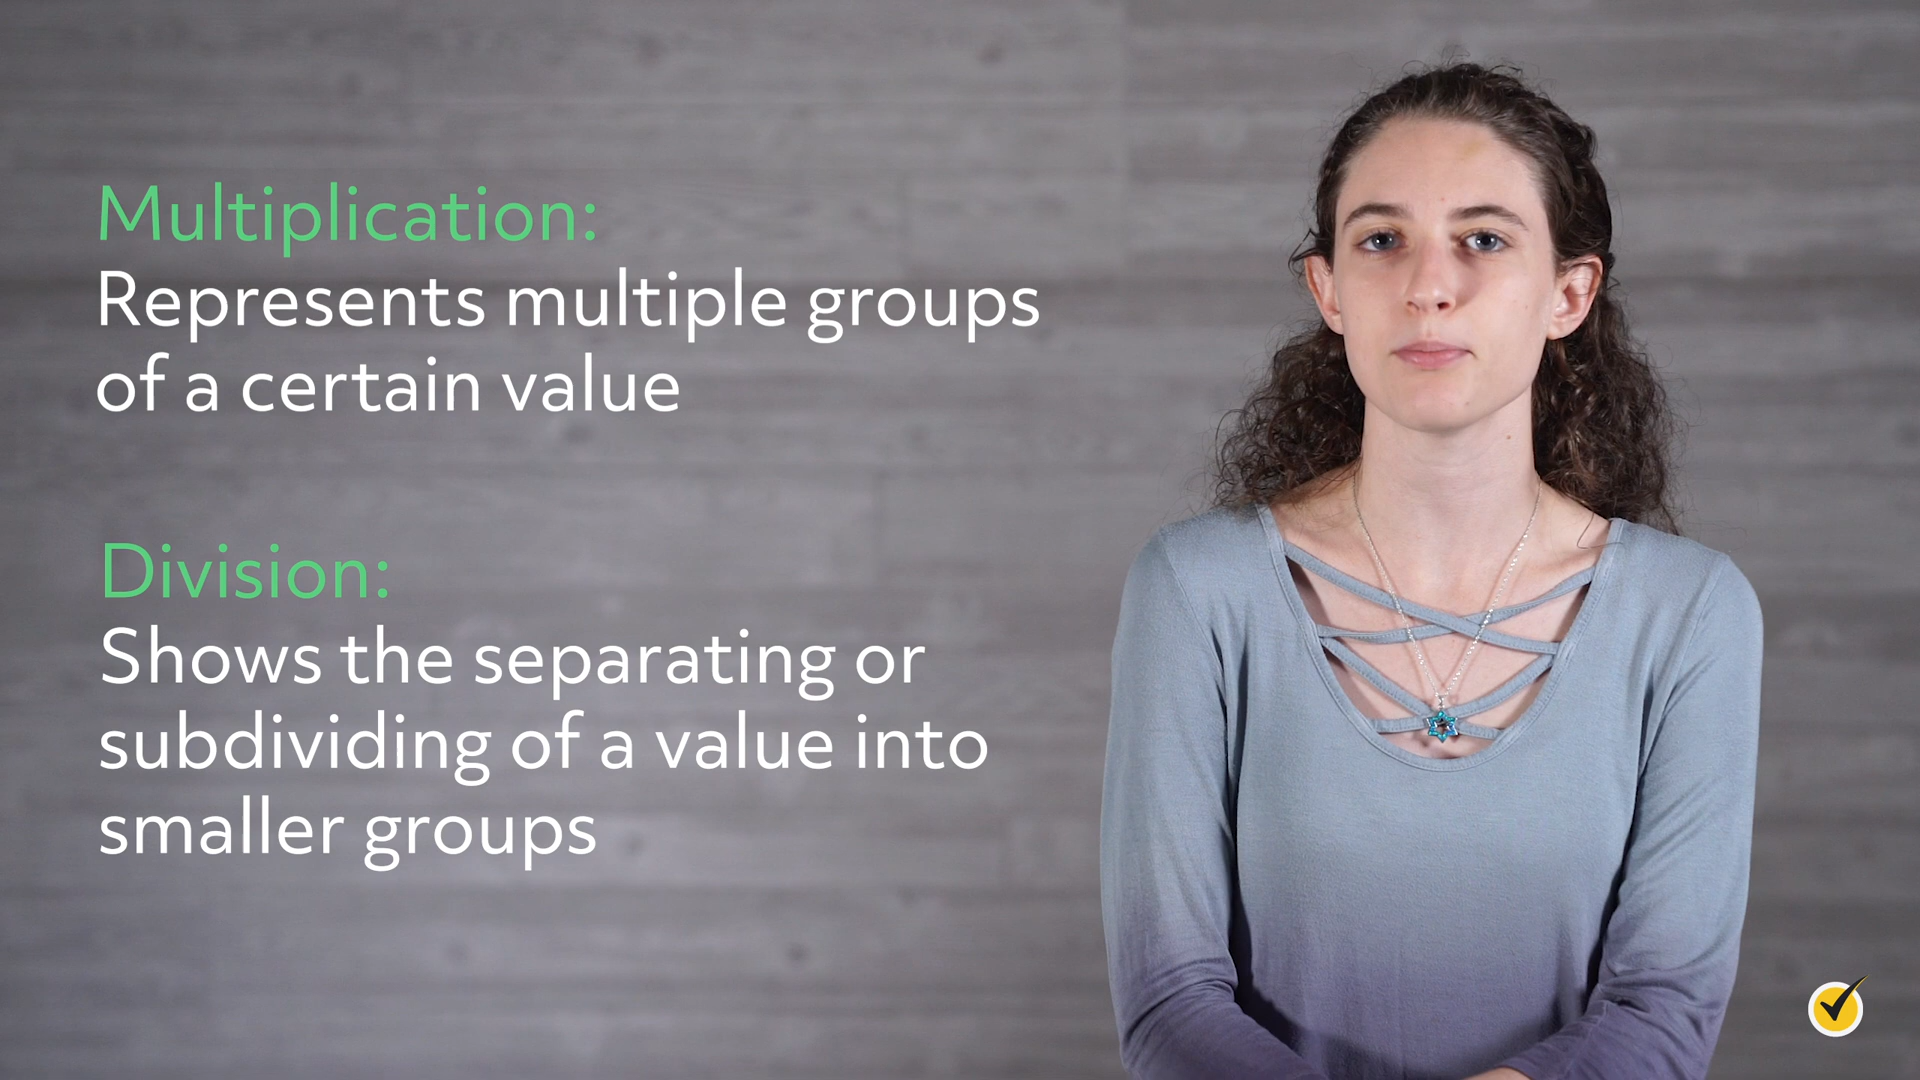 Multiplication:
Represents multiple groups
of a certain value
Division:
Shows the separating or
subdividing of a value into
smaller groups